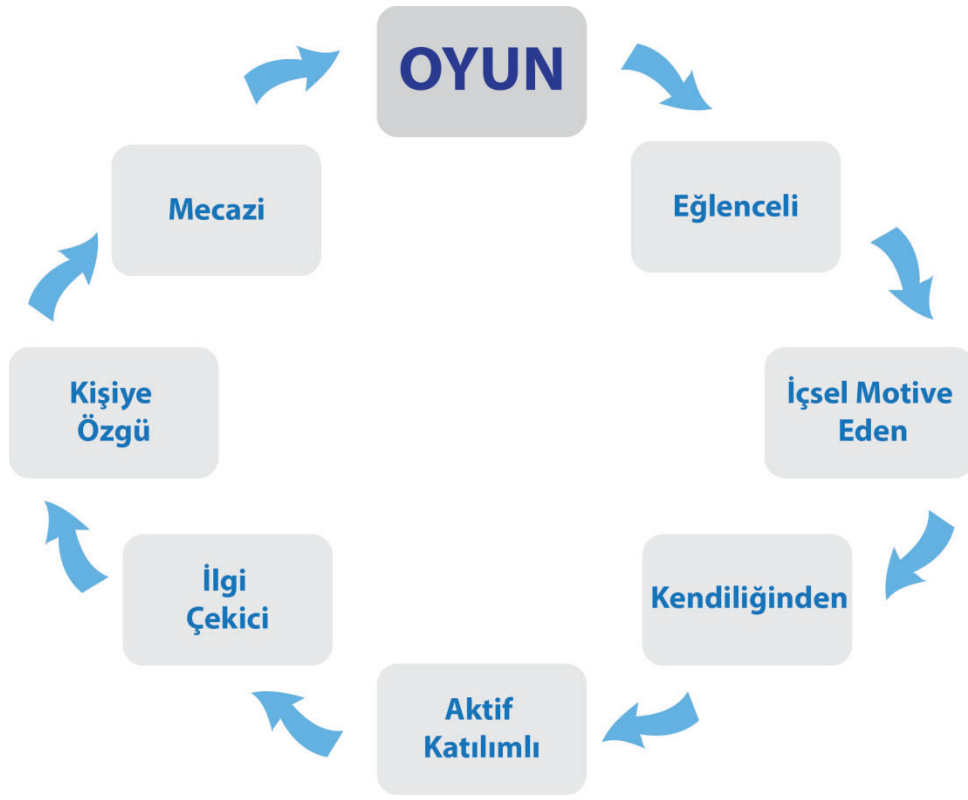 OYUN
Eğlenceli
İçsel Motive
Eden
Kendiliğinden
Aktif
Katılımlı
İlgi
Çekici
Kişiye
Özgü
Mecazi